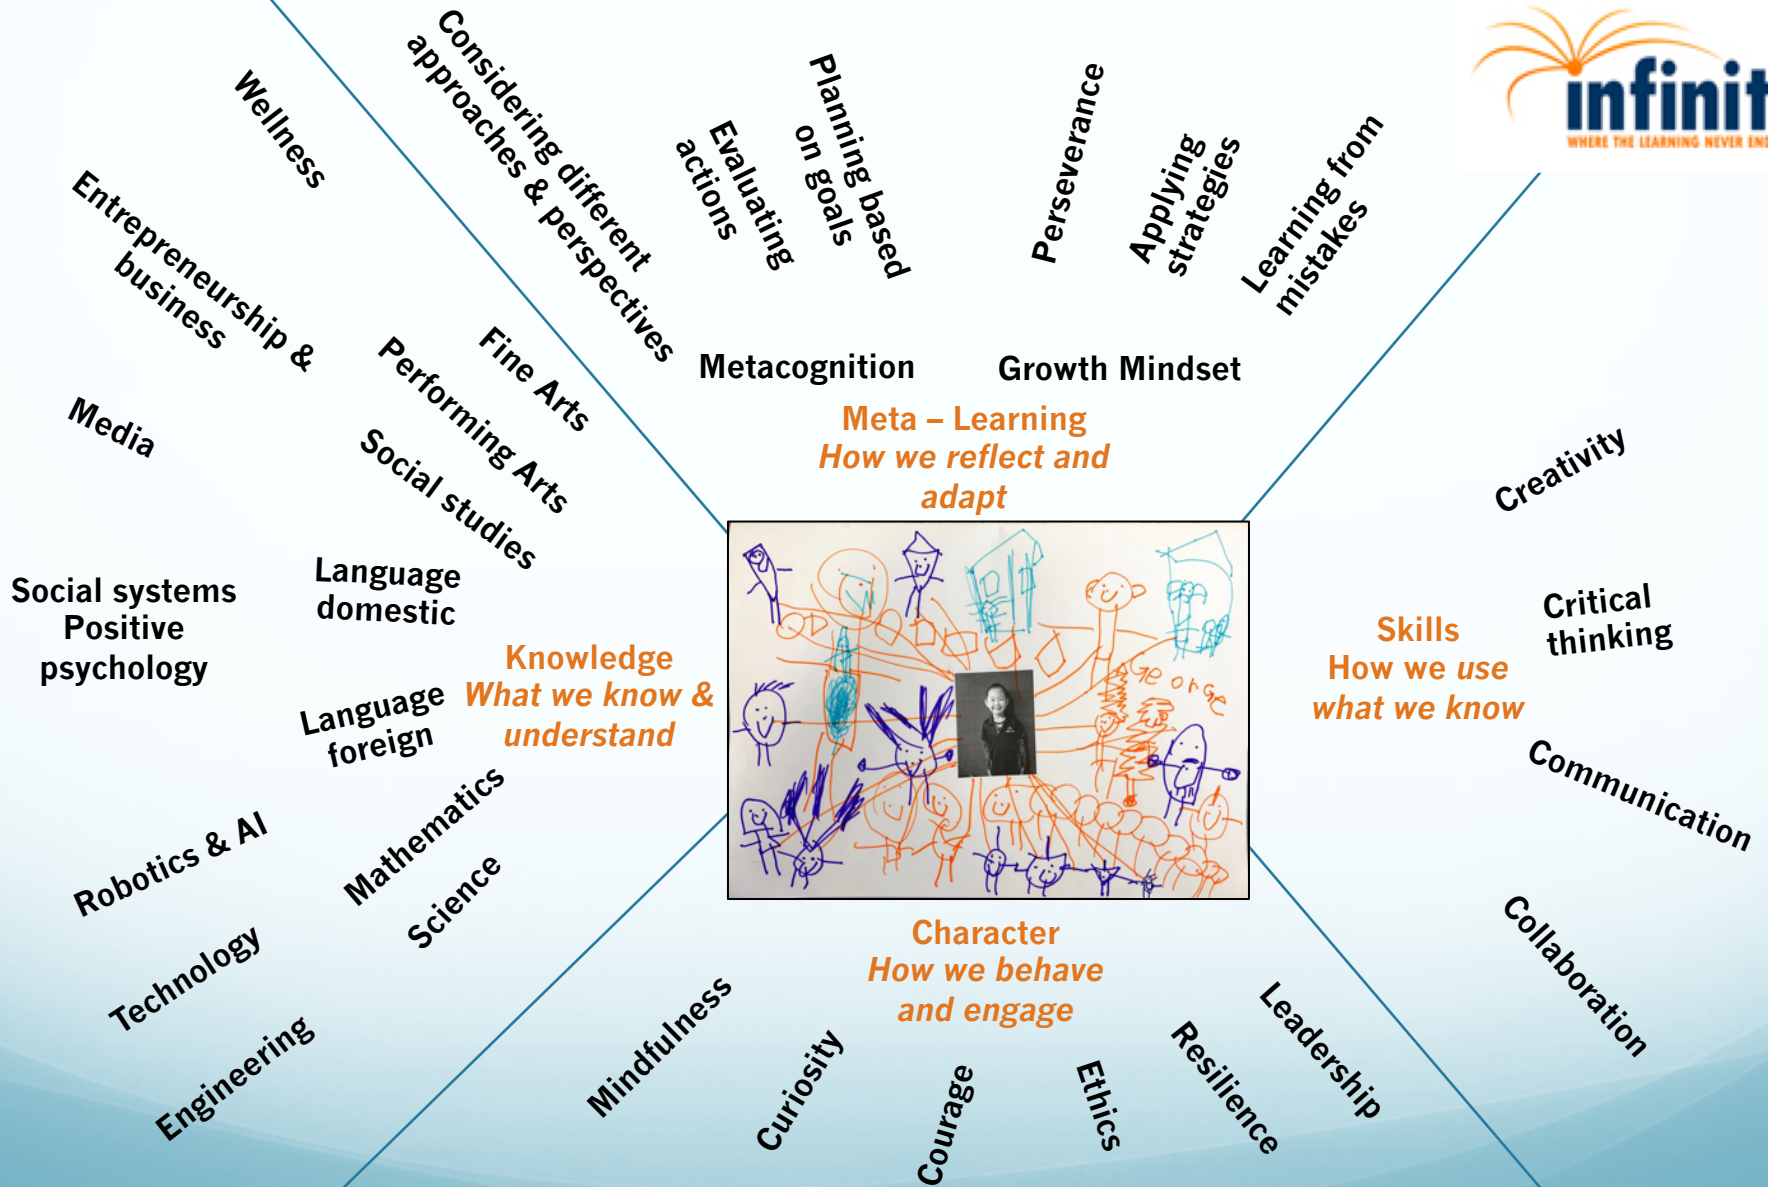 infinit
WHERE THE LEARNING NEVER END
Considering different
approaches & perspectives
Evaluating
actions
Planning based
on goals
Perseverance
Applying
strategies
Learning from
mistakes
Metacognition
Growth Mindset
Meta – Learning
How we reflect and
adapt
Wellness
Entrepreneurship &
business
Media
Fine Arts
Performing Arts
Social studies
Social systems
Positive
psychology
Language
domestic
Language
foreign
Knowledge
What we know &
understand
Robotics & AI
Mathematics
Science
Technology
Engineering
George
Skills
How we use
what we know
Creativity
Critical
thinking
Communication
Collaboration
Character
How we behave
and engage
Mindfulness
Curiosity
Courage
Ethics
Resilience
Leadership